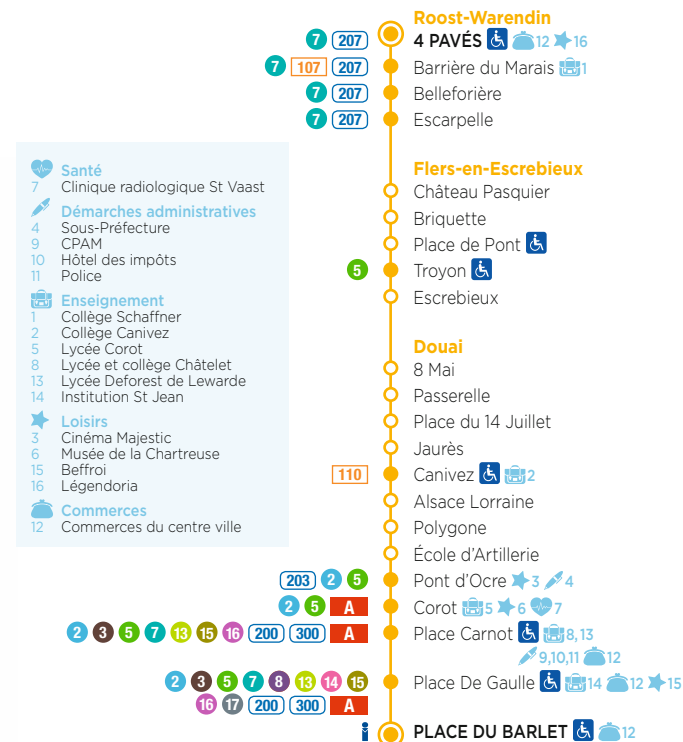 Roost-Warendin
7 207 4 PAVÉS 12 16
7 107 207 Barrière du Marais 1
7 207 Belleforière
7 207 Escarpelle
Santé
7 Clinique radiologique St Vaast
Démarches administratives
4 Sous-Préfecture
9 CPAM
10 Hôtel des impôts
11 Police
Enseignement
1 Collège Schaffner
2 Collège Canivez
5 Lycée Corot
8 Lycée et collège Châtelet
13 Lycée Deforest de Lewarde
14 Institution St Jean
Loisirs
3 Cinéma Majestic
6 Musée de la Chartreuse
15 Beffroi
16 Légendoria
Commerces
12 Commerces du centre ville
Flers-en-Escrebieux
Château Pasquier
Briquette
Place de Pont
5 Troyon
Escrebieux
Douai
8 Mai
Passerelle
Place du 14 Juillet
Jaurès
110 Canivez 2
Alsace Lorraine
Polygone
École d'Artillerie
203 2 5 Pont d'Ocre 3 4
2 5 A Corot 5 6 7
2 3 5 7 13 15 16 200 300 A Place Carnot 8,13
9,10,11 12
2 3 5 7 8 13 14 15 Place De Gaulle 14 12 15
16 17 200 300 A
i PLACE DU BARLET 12